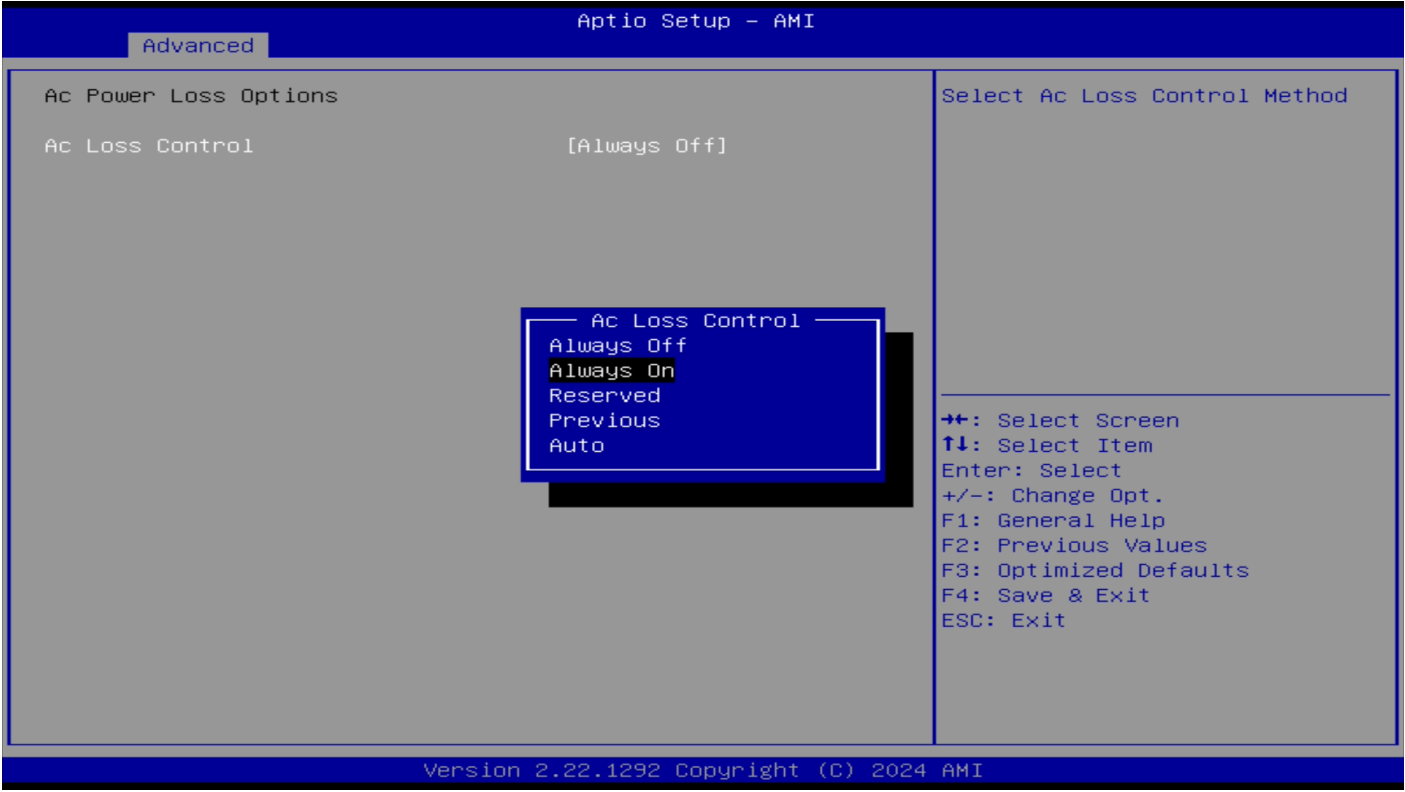 Aptio Setup – AMI
Advanced
Ac Power Loss Options
Ac Loss Control [Always Off]
Select Ac Loss Control Method
Ac Loss Control
Always Off
Always On
Reserved
Previous
Auto
→←: Select Screen
↑↓: Select Item
Enter: Select
+/-: Change Opt.
F1: General Help
F2: Previous Values
F3: Optimized Defaults
F4: Save & Exit
ESC: Exit
Version 2.22.1292 Copyright (C) 2024 AMI